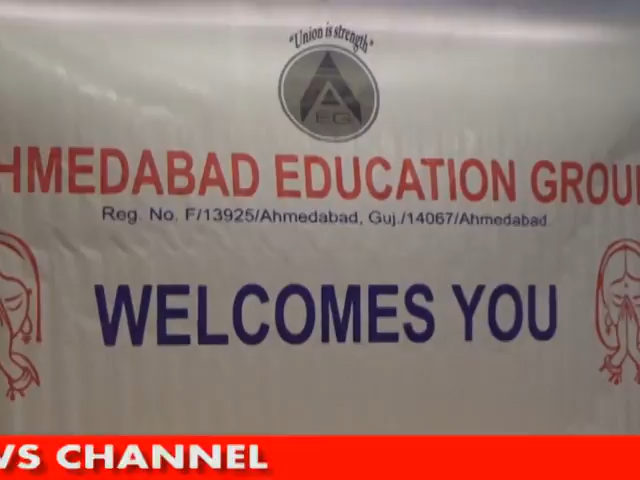 "Union is strength"
AEG
HMEDABAD EDUCATION GROU
Reg. No. F/13925/Ahmedabad, Guj./14067/Ahmedabad
WELCOMES YOU
VS CHANNEL